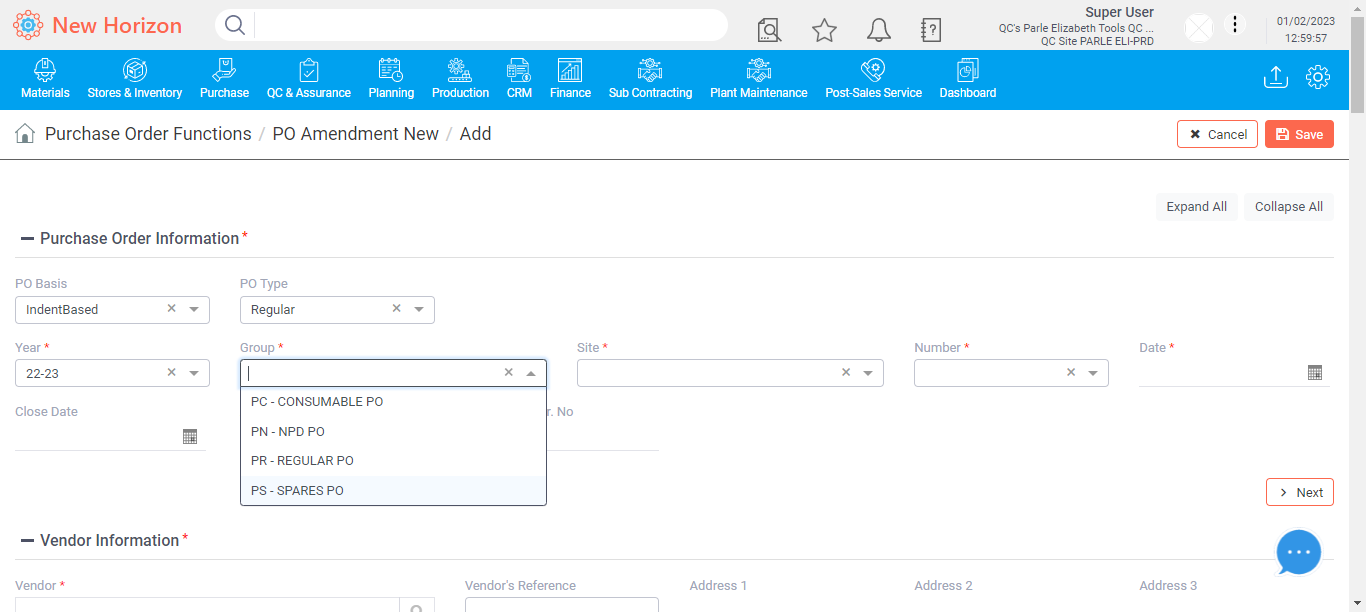 New Horizon
Super User
QC's Parle Elizabeth Tools QC ...
QC Site PARLE ELI-PRD
01/02/2023
12:59:57
Materials Stores & Inventory Purchase QC & Assurance Planning Production CRM Finance Sub Contracting Plant Maintenance Post-Sales Service Dashboard
Purchase Order Functions / PO Amendment New / Add
Cancel Save
Expand All Collapse All
Purchase Order Information*
PO Basis PO Type
IndentBased Regular
Year * Group * Site * Number * Date *
22-23
PC - CONSUMABLE PO
Close Date r. No
PN - NPD PO
PR - REGULAR PO
PS - SPARES PO
Next
Vendor Information*
Vendor * Vendor's Reference Address 1 Address 2 Address 3